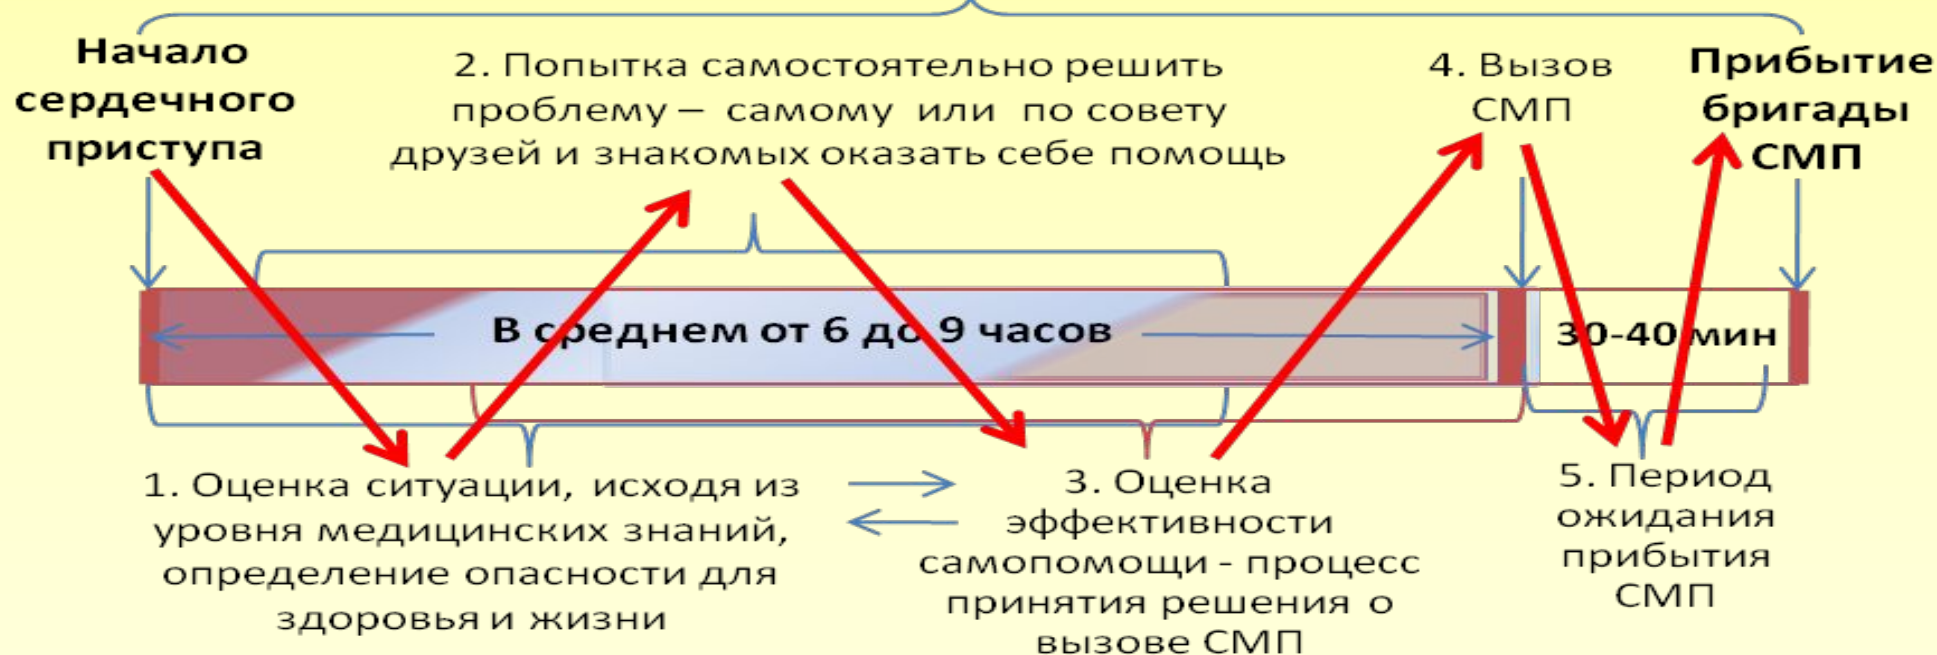 Начало
сердечного
приступа
2. Попытка самостоятельно решить
проблему – самому или по совету
друзей и знакомых оказать себе помощь
4. Вызов
СМП
Прибытие
бригады
СМП
В среднем от 6 до 9 часов
30-40 мин
1. Оценка ситуации, исходя из
уровня медицинских знаний,
определение опасности для
здоровья и жизни
3. Оценка
эффективности
самопомощи - процесс
принятия решения о
вызове СМП
5. Период
ожидания
прибытия
СМП